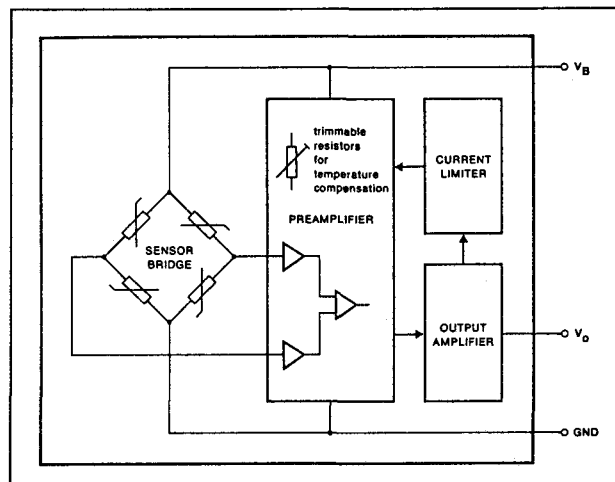 V_B
trimmable
resistors
for
temperature
compensation
PREAMPLIFIER
CURRENT
LIMITER
SENSOR
BRIDGE
OUTPUT
AMPLIFIER
V_o
GND